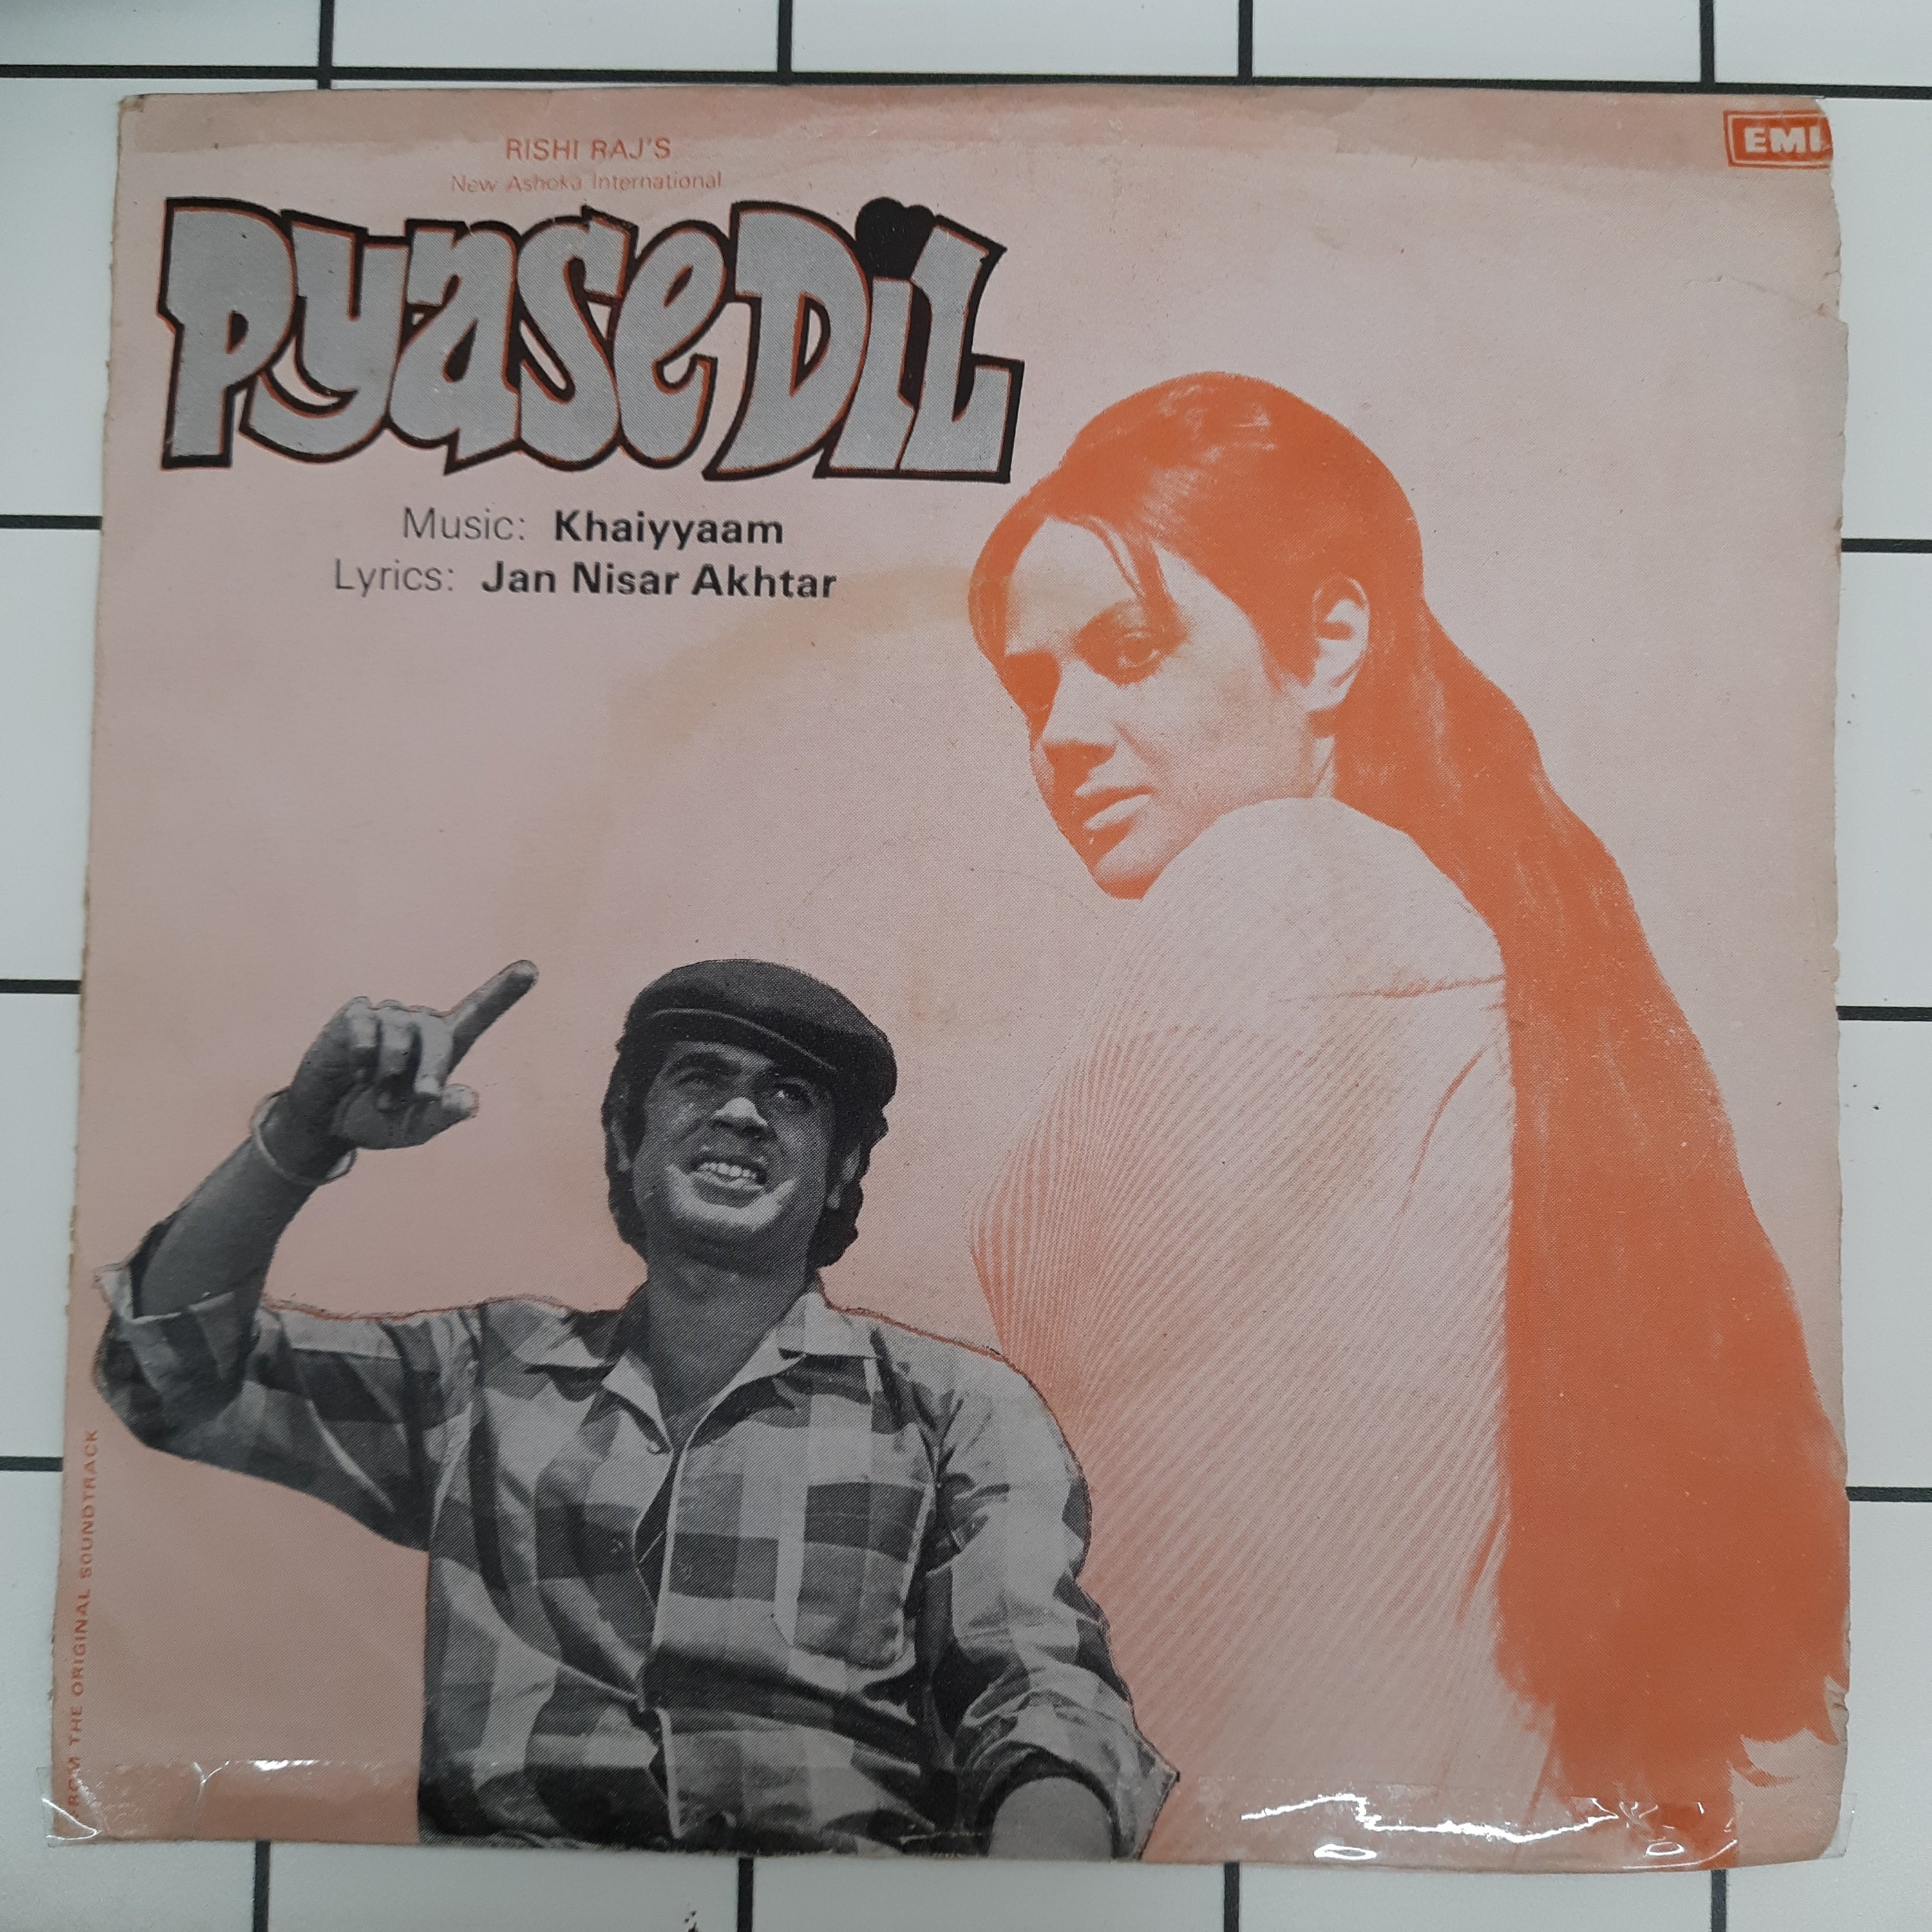 RISHI RAJ'S
New Ashoka International
EMI
PyaseDiL
Music: Khaiyyaam
Lyrics: Jan Nisar Akhtar
FROM THE ORIGINAL SOUNDTRACK